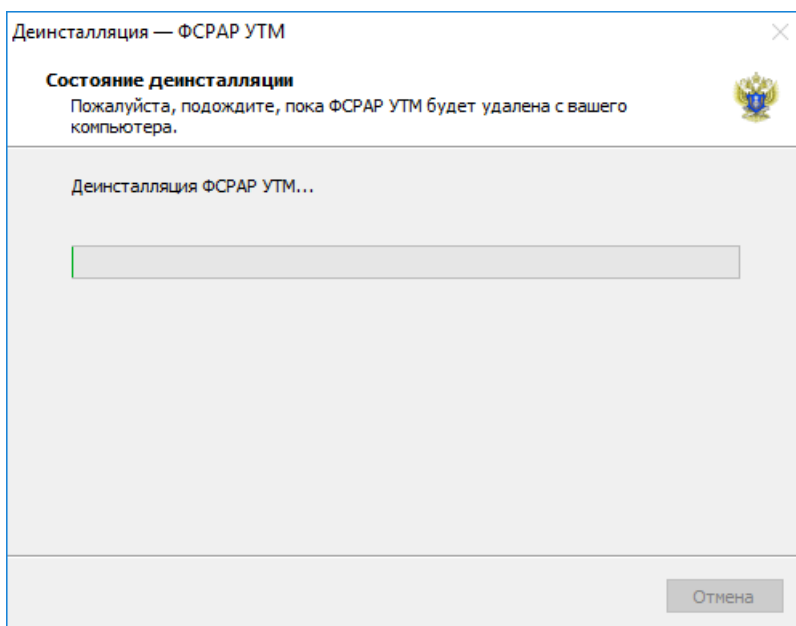 Деинсталляция — ФСРАР УТМ
Состояние деинсталляции
Пожалуйста, подождите, пока ФСРАР УТМ будет удалена с вашего
компьютера.
Деинсталляция ФСРАР УТМ...
Отмена